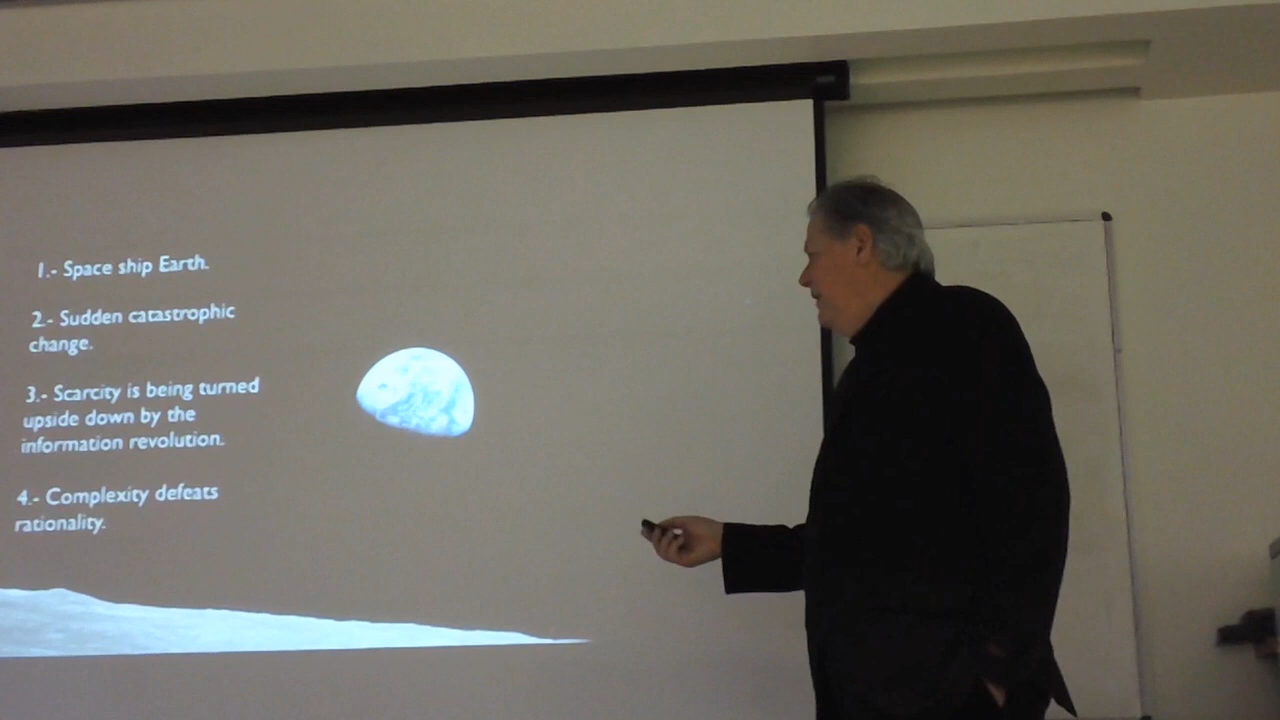 1.- Space ship Earth.
2.- Sudden catastrophic
change.
3.- Scarcity is being turned
upside down by the
information revolution.
4.- Complexity defeats
rationality.